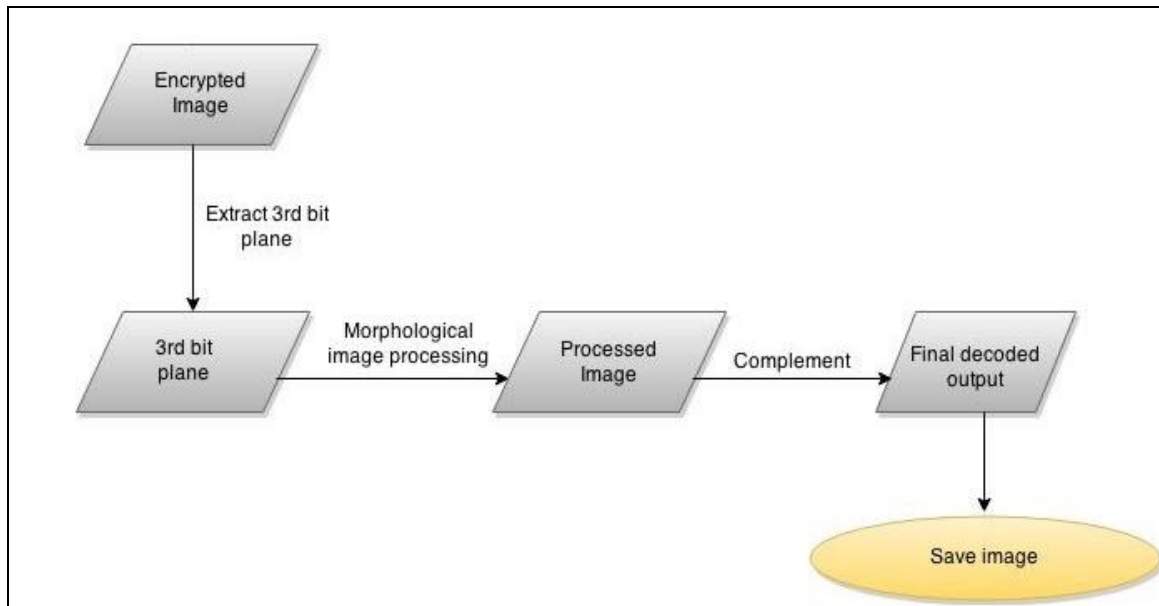 Encrypted
Image
Extract 3rd bit
plane
3rd bit
plane
Morphological
image processing
Processed
Image
Complement
Final decoded
output
Save image